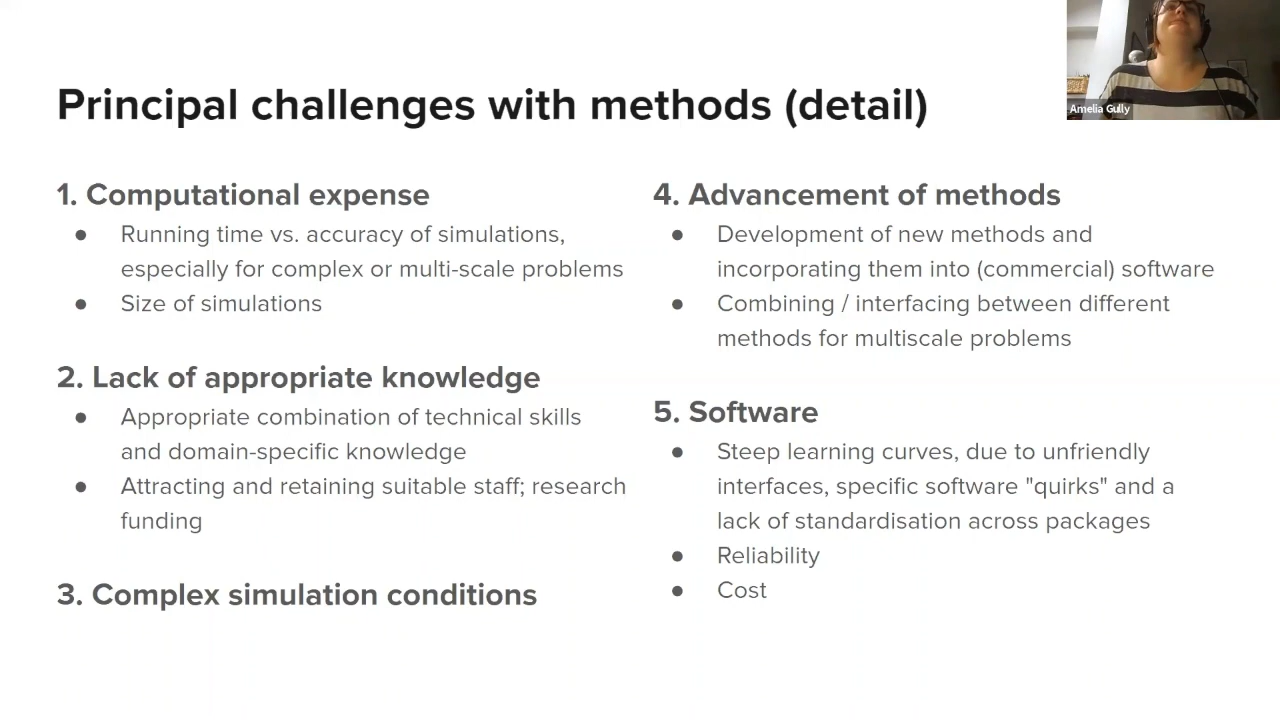 Principal challenges with methods (detail)
Amelia Gully
1. Computational expense
● Running time vs. accuracy of simulations,
especially for complex or multi-scale problems
● Size of simulations
2. Lack of appropriate knowledge
● Appropriate combination of technical skills
and domain-specific knowledge
● Attracting and retaining suitable staff; research
funding
3. Complex simulation conditions
4. Advancement of methods
● Development of new methods and
incorporating them into (commercial) software
● Combining / interfacing between different
methods for multiscale problems
5. Software
● Steep learning curves, due to unfriendly
interfaces, specific software "quirks" and a
lack of standardisation across packages
● Reliability
● Cost